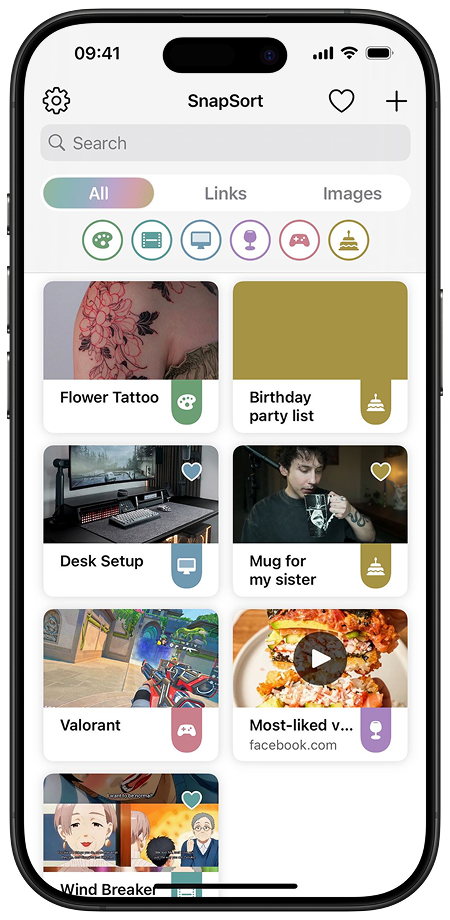 09:41
SnapSort
Search
All
Links
Images
Flower Tattoo
Birthday
party list
Desk Setup
Mug for
my sister
Valorant
Most-liked v...
facebook.com
I want to be normal!
Wind Breaker